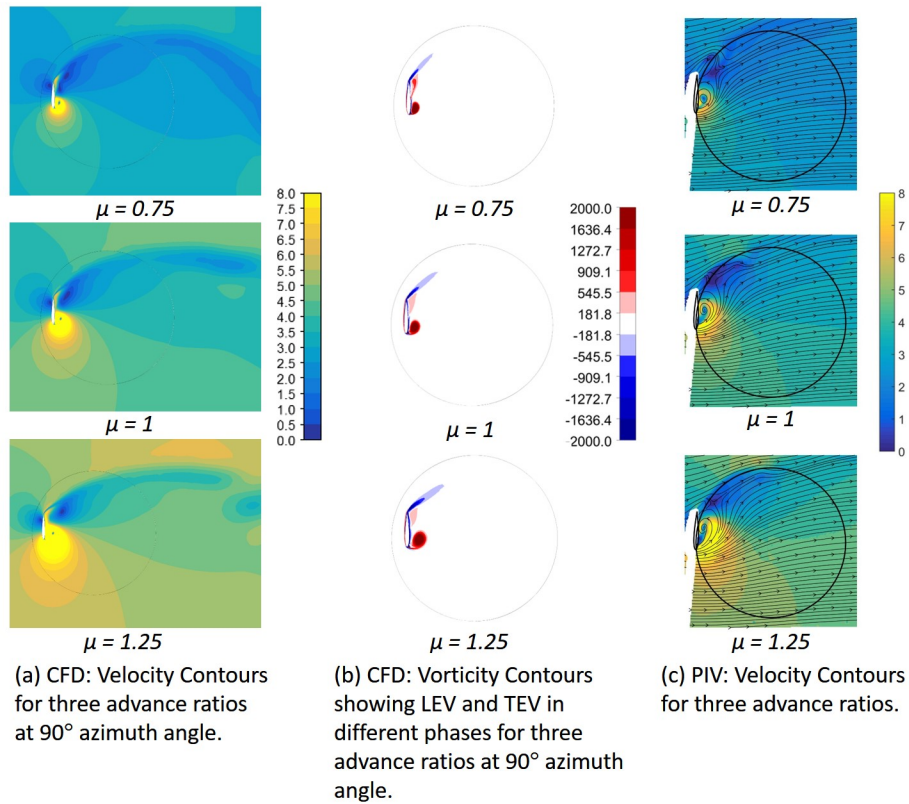 μ = 0.75
μ = 1
μ = 1.25
8.0
7.5
7.0
6.5
6.0
5.5
5.0
4.5
4.0
3.5
3.0
2.5
2.0
1.5
1.0
0.5
0.0
(a) CFD: Velocity Contours
for three advance ratios
at 90° azimuth angle.
μ = 0.75
μ = 1
μ = 1.25
2000.0
1636.4
1272.7
909.1
545.5
181.8
-181.8
-545.5
-909.1
-1272.7
-1636.4
-2000.0
(b) CFD: Vorticity Contours
showing LEV and TEV in
different phases for three
advance ratios at 90° azimuth
angle.
μ = 0.75
μ = 1
μ = 1.25
8
7
6
5
4
3
2
1
0
(c) PIV: Velocity Contours
for three advance ratios.